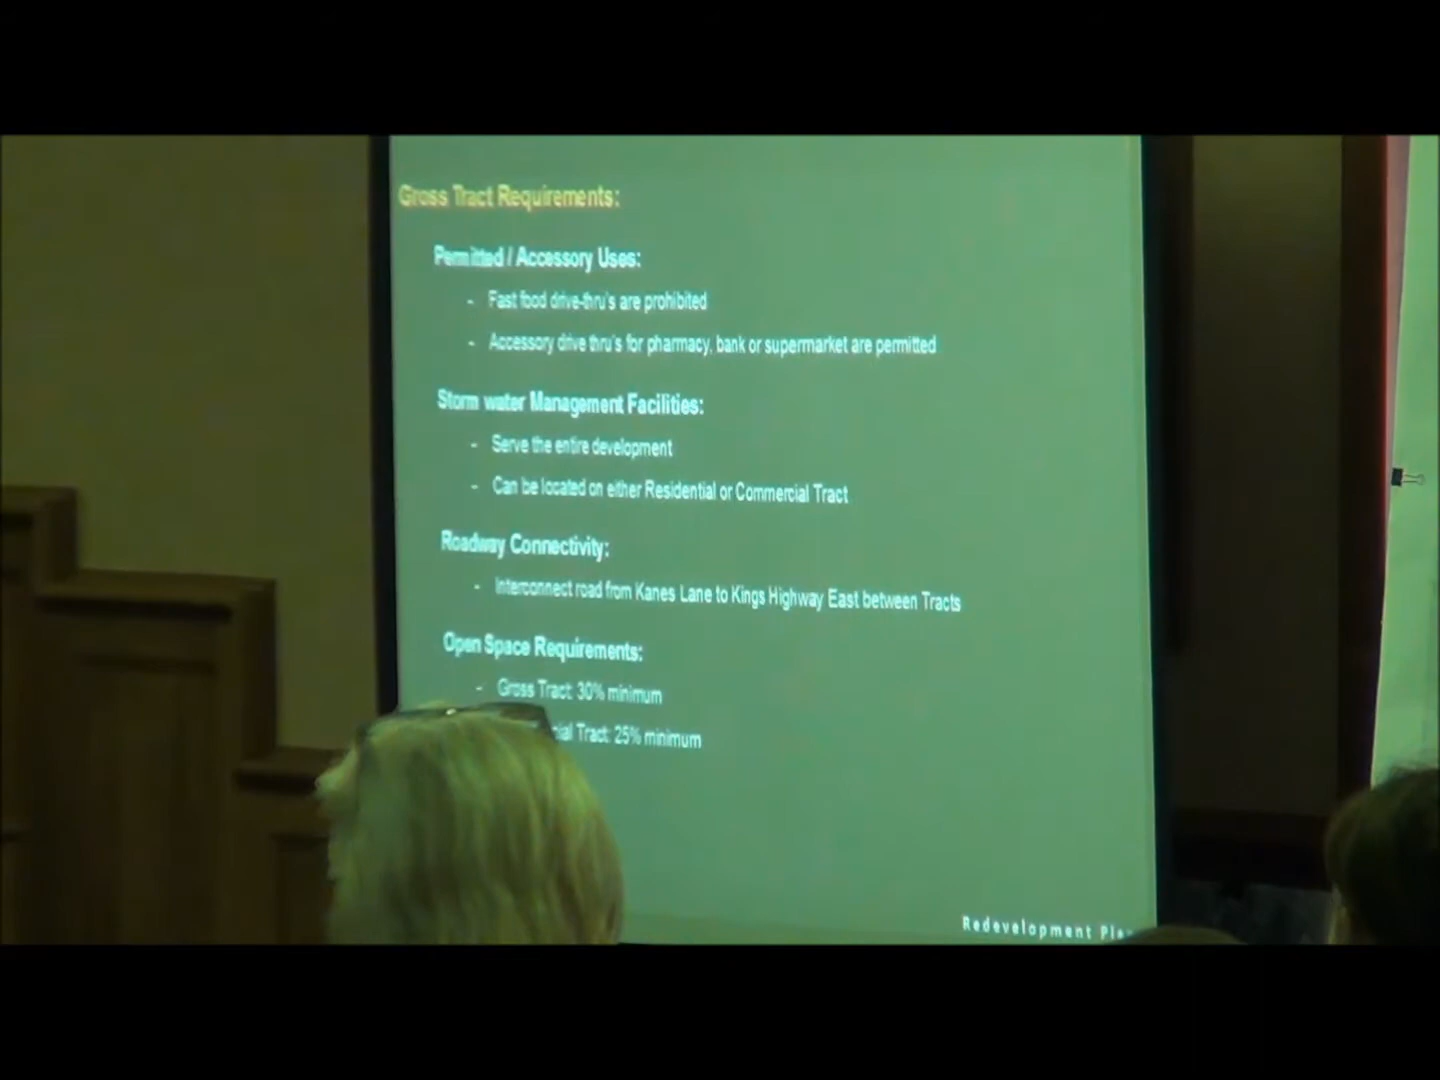 Gross Tract Requirements:
Permitted / Accessory Uses:
- Fast food drive-thru's are prohibited
- Accessory drive thru's for pharmacy, bank or supermarket are permitted
Storm water Management Facilities:
- Serve the entire development
- Can be located on either Residential or Commercial Tract
Roadway Connectivity:
- Interconnect road from Kanes Lane to Kings Highway East between Tracts
Open Space Requirements:
- Gross Tract: 30% minimum
Tract: 25% minimum
Redevelopment